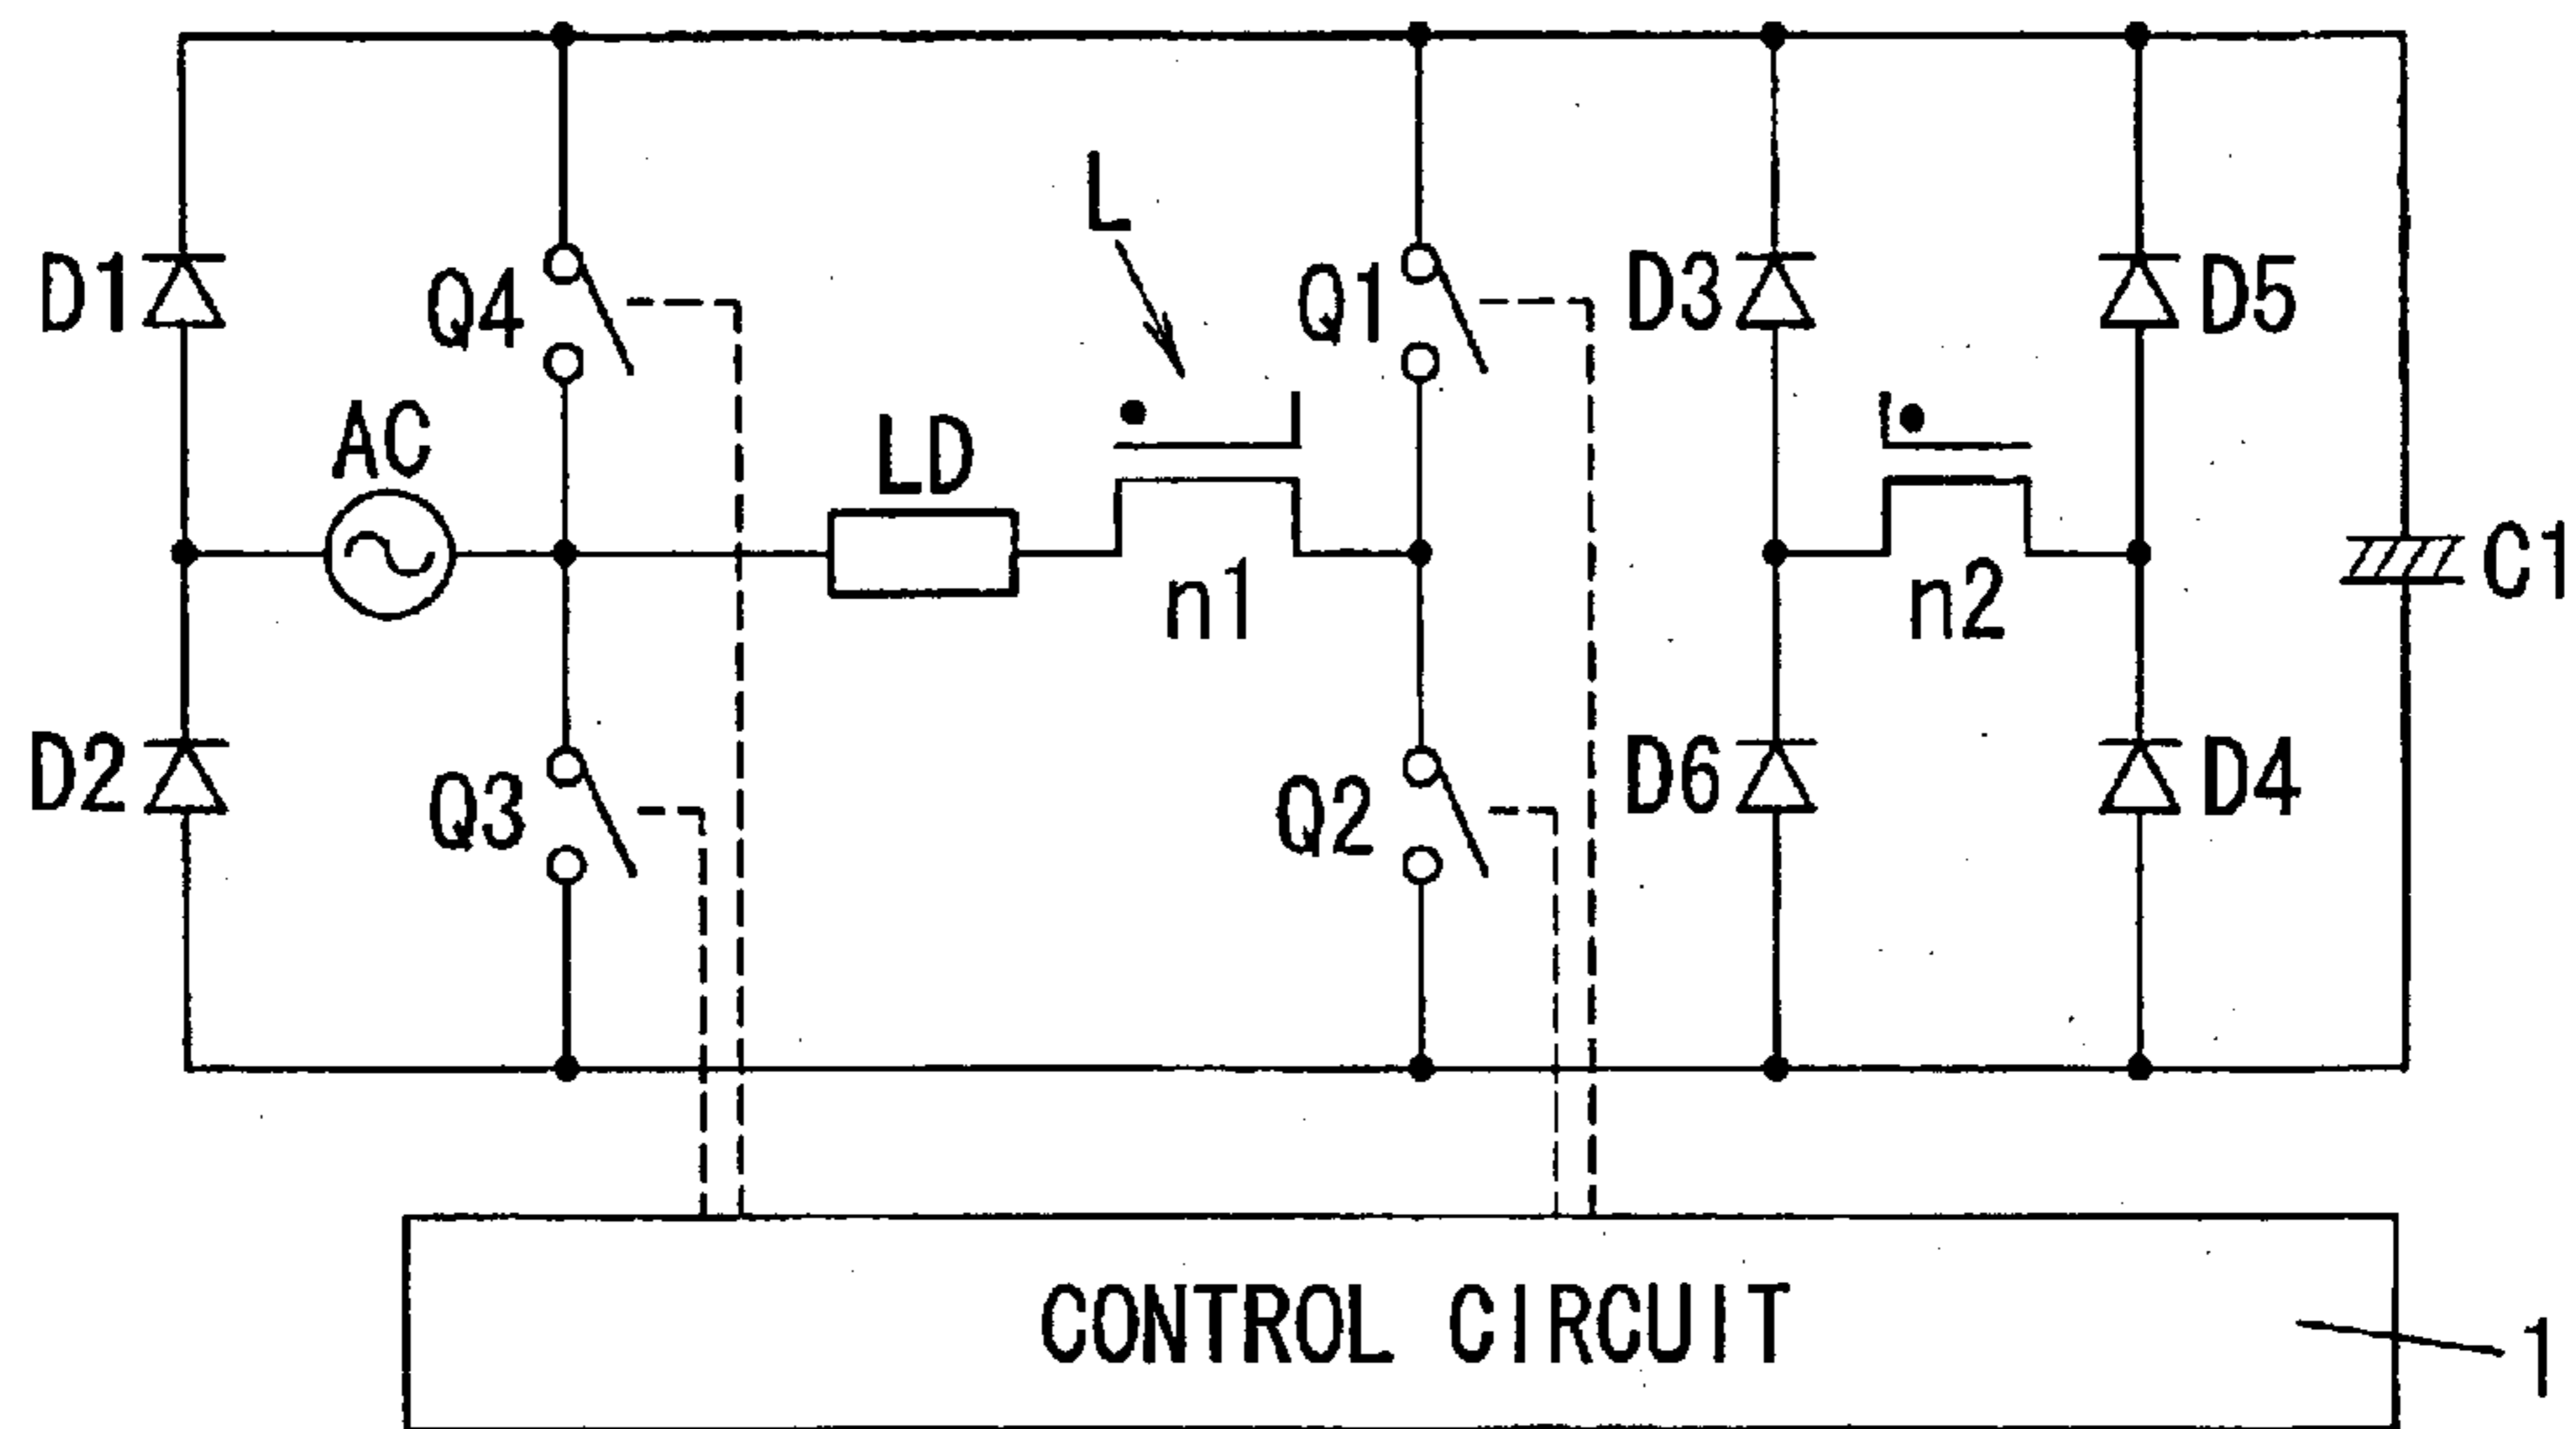 L
D1
Q4
Q1
D3
D5
AC
LD
n1
n2
C1
D2
Q3
Q2
D6
D4
CONTROL CIRCUIT
1